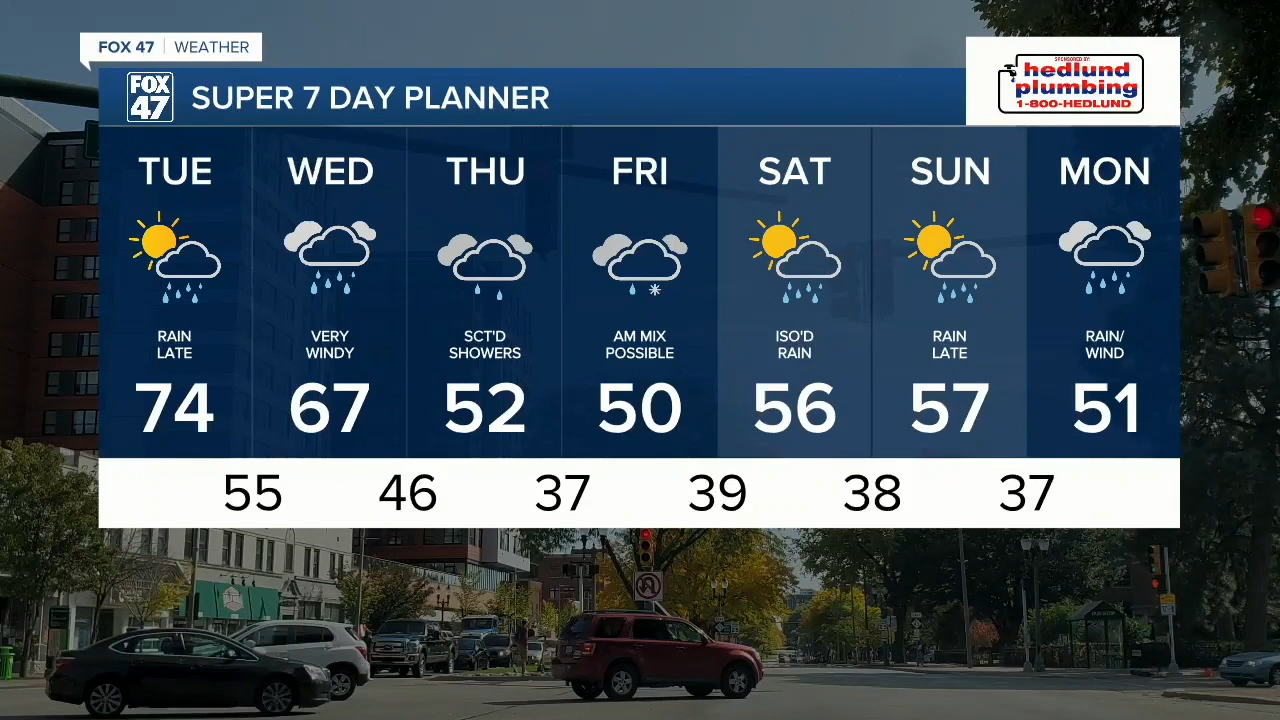 FOX 47 | WEATHER
SPONSORED BY:
hedlund
plumbing
1-800-HEDLUND
FOX
47
SUPER 7 DAY PLANNER
TUE WED THU FRI SAT SUN MON
RAIN
LATE
VERY
WINDY
SCT'D
SHOWERS
AM MIX
POSSIBLE
ISO'D
RAIN
RAIN
LATE
RAIN/
WIND
74 67 52 50 56 57 51
55 46 37 39 38 37